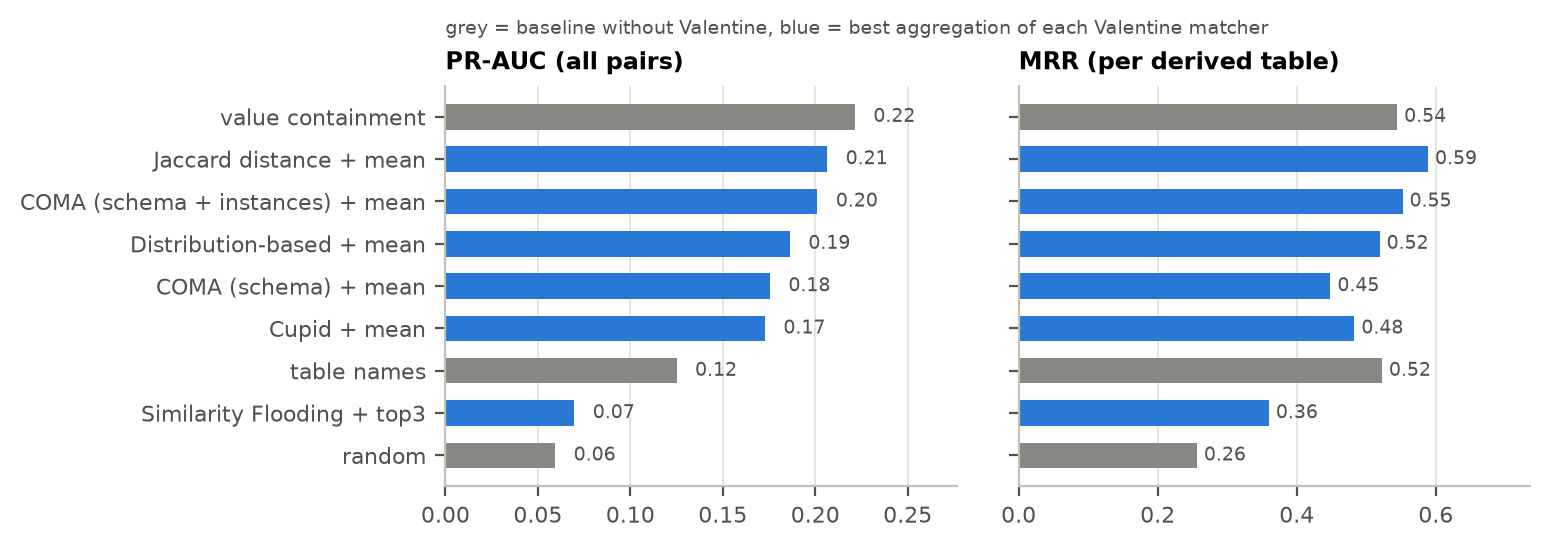 grey = baseline without Valentine, blue = best aggregation of each Valentine matcher
PR-AUC (all pairs)
value containment 0.22
Jaccard distance + mean 0.21
COMA (schema + instances) + mean 0.20
Distribution-based + mean 0.19
COMA (schema) + mean 0.18
Cupid + mean 0.17
table names 0.12
Similarity Flooding + top3 0.07
random 0.06
0.00 0.05 0.10 0.15 0.20 0.25
MRR (per derived table)
0.54
0.59
0.55
0.52
0.45
0.48
0.52
0.36
0.26
0.0 0.2 0.4 0.6